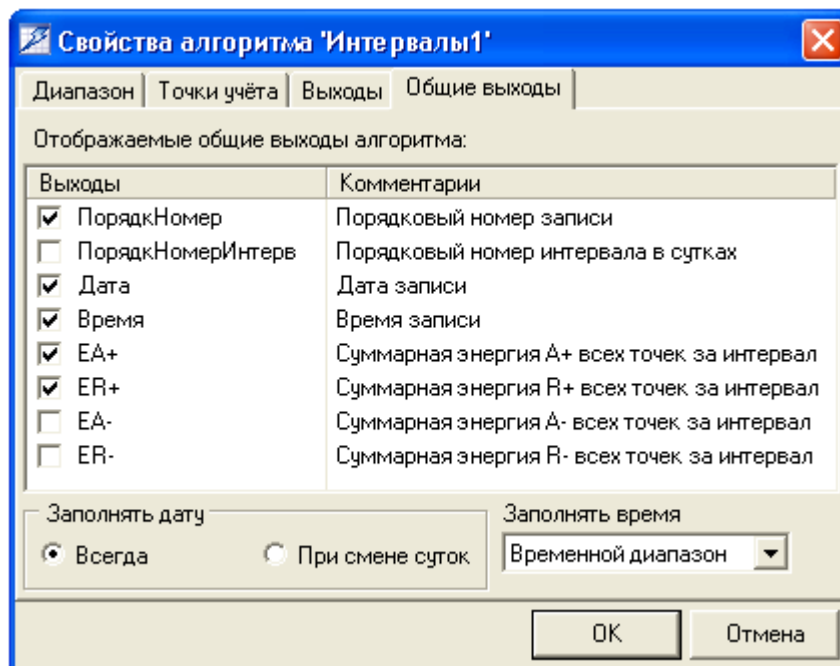 Свойства алгоритма 'Интервалы1'
Диапазон Точки учёта Выходы Общие выходы
Отображаемые общие выходы алгоритма:
Выходы Комментарии
ПорядкНомер Порядковый номер записи
ПорядкНомерИнтерв Порядковый номер интервала в сутках
Дата Дата записи
Время Время записи
EA+ Суммарная энергия A+ всех точек за интервал
ER+ Суммарная энергия R+ всех точек за интервал
EA- Суммарная энергия A- всех точек за интервал
ER- Суммарная энергия R- всех точек за интервал
Заполнять дату Заполнять время
Всегда При смене суток Временной диапазон
OK Отмена